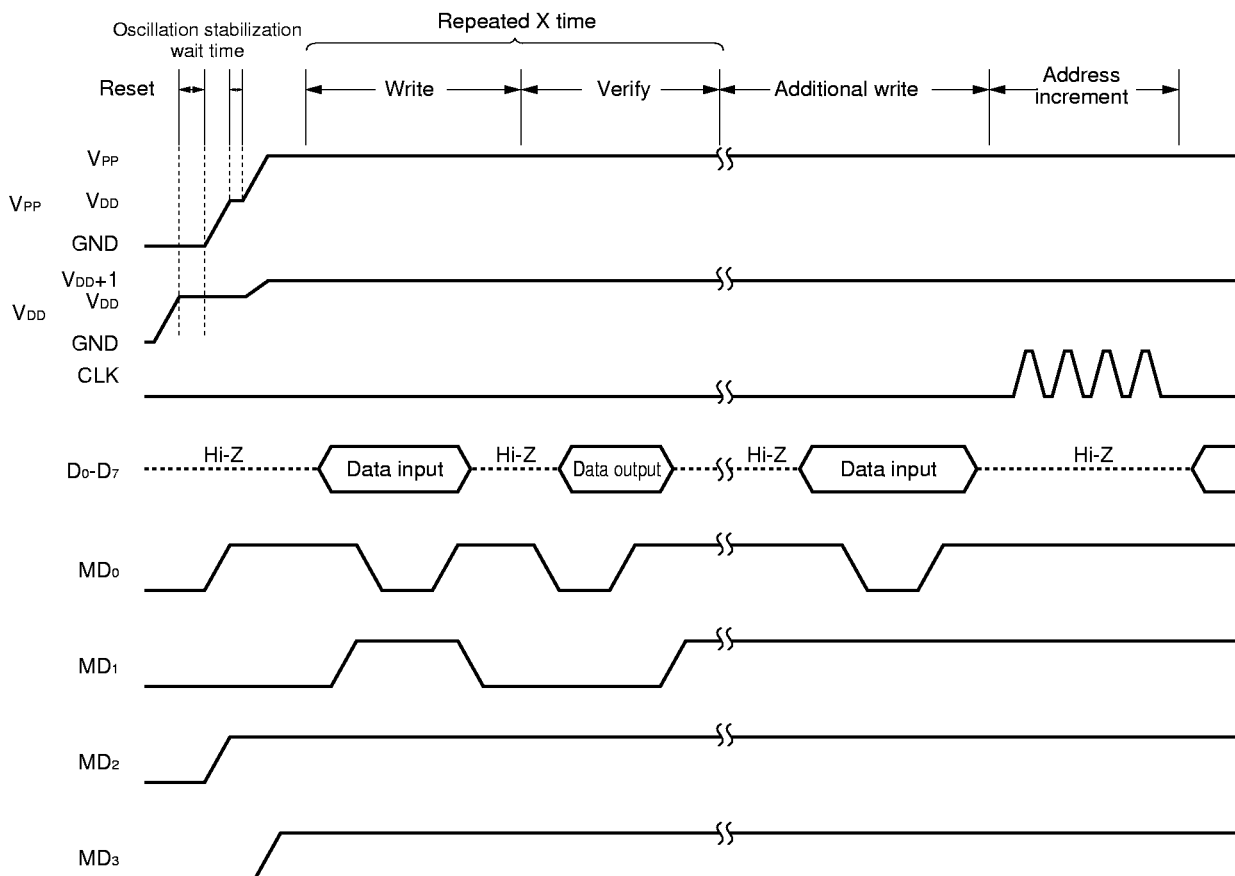 Repeated X time
Oscillation stabilization
wait time
Reset
Write
Verify
Additional write
Address
increment
VPP
VPP
VDD
GND
VDD+1
VDD
VDD
GND
CLK
D0-D7
Hi-Z
Data input
Hi-Z
Data output
Hi-Z
Data input
Hi-Z
MD0
MD1
MD2
MD3